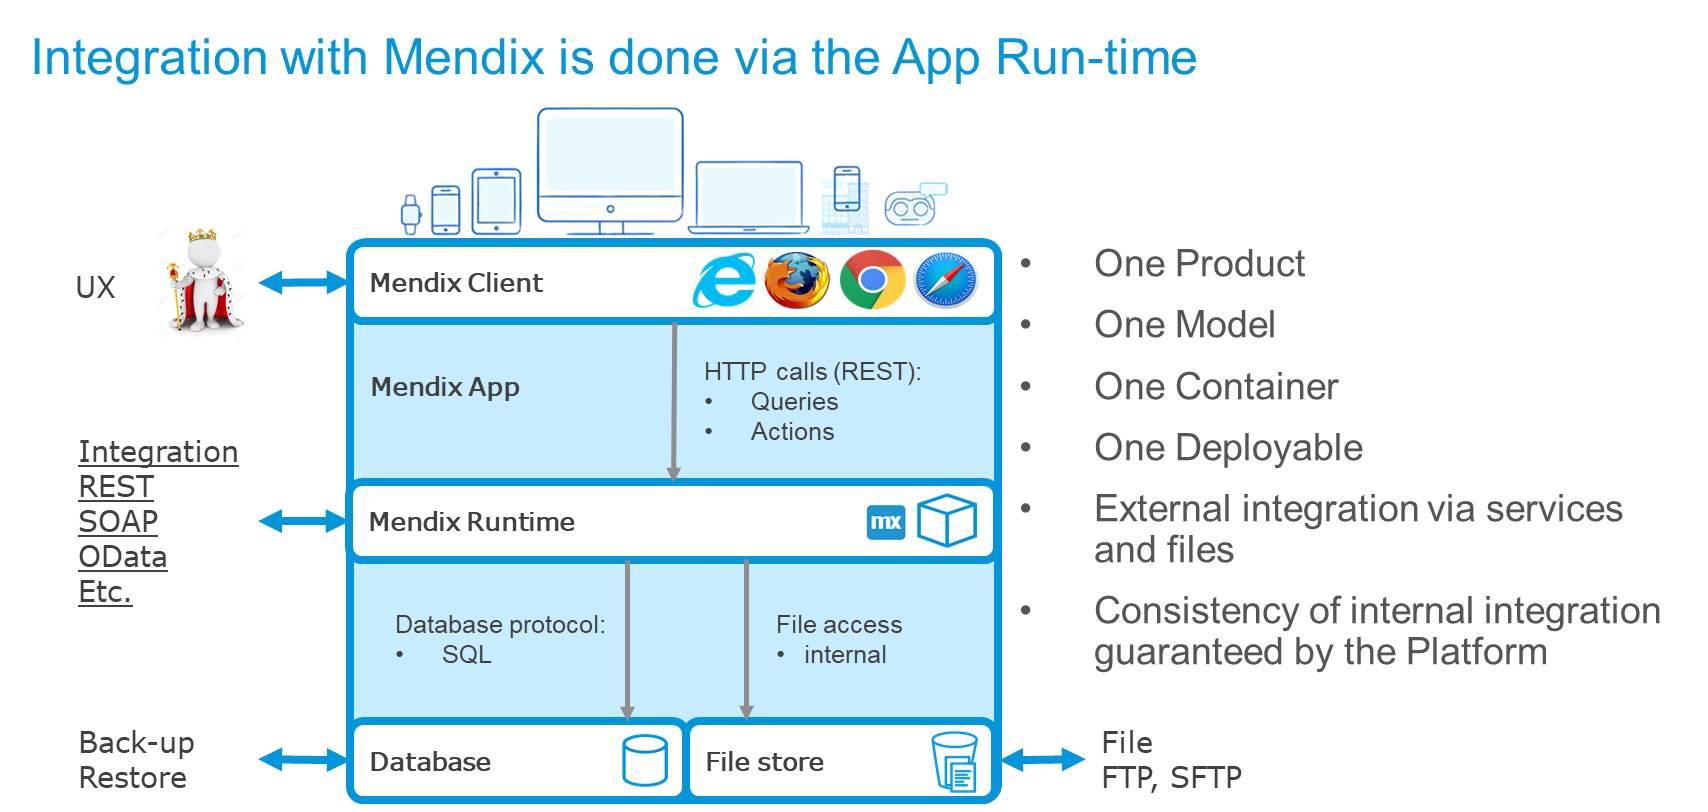 Integration with Mendix is done via the App Run-time
UX
Mendix Client
Mendix App
HTTP calls (REST):
• Queries
• Actions
Integration
REST
SOAP
OData
Etc.
Mendix Runtime
mx
Database protocol:
• SQL
File access
• internal
Back-up
Restore
Database
File store
File
FTP, SFTP
• One Product
• One Model
• One Container
• One Deployable
• External integration via services
and files
• Consistency of internal integration
guaranteed by the Platform